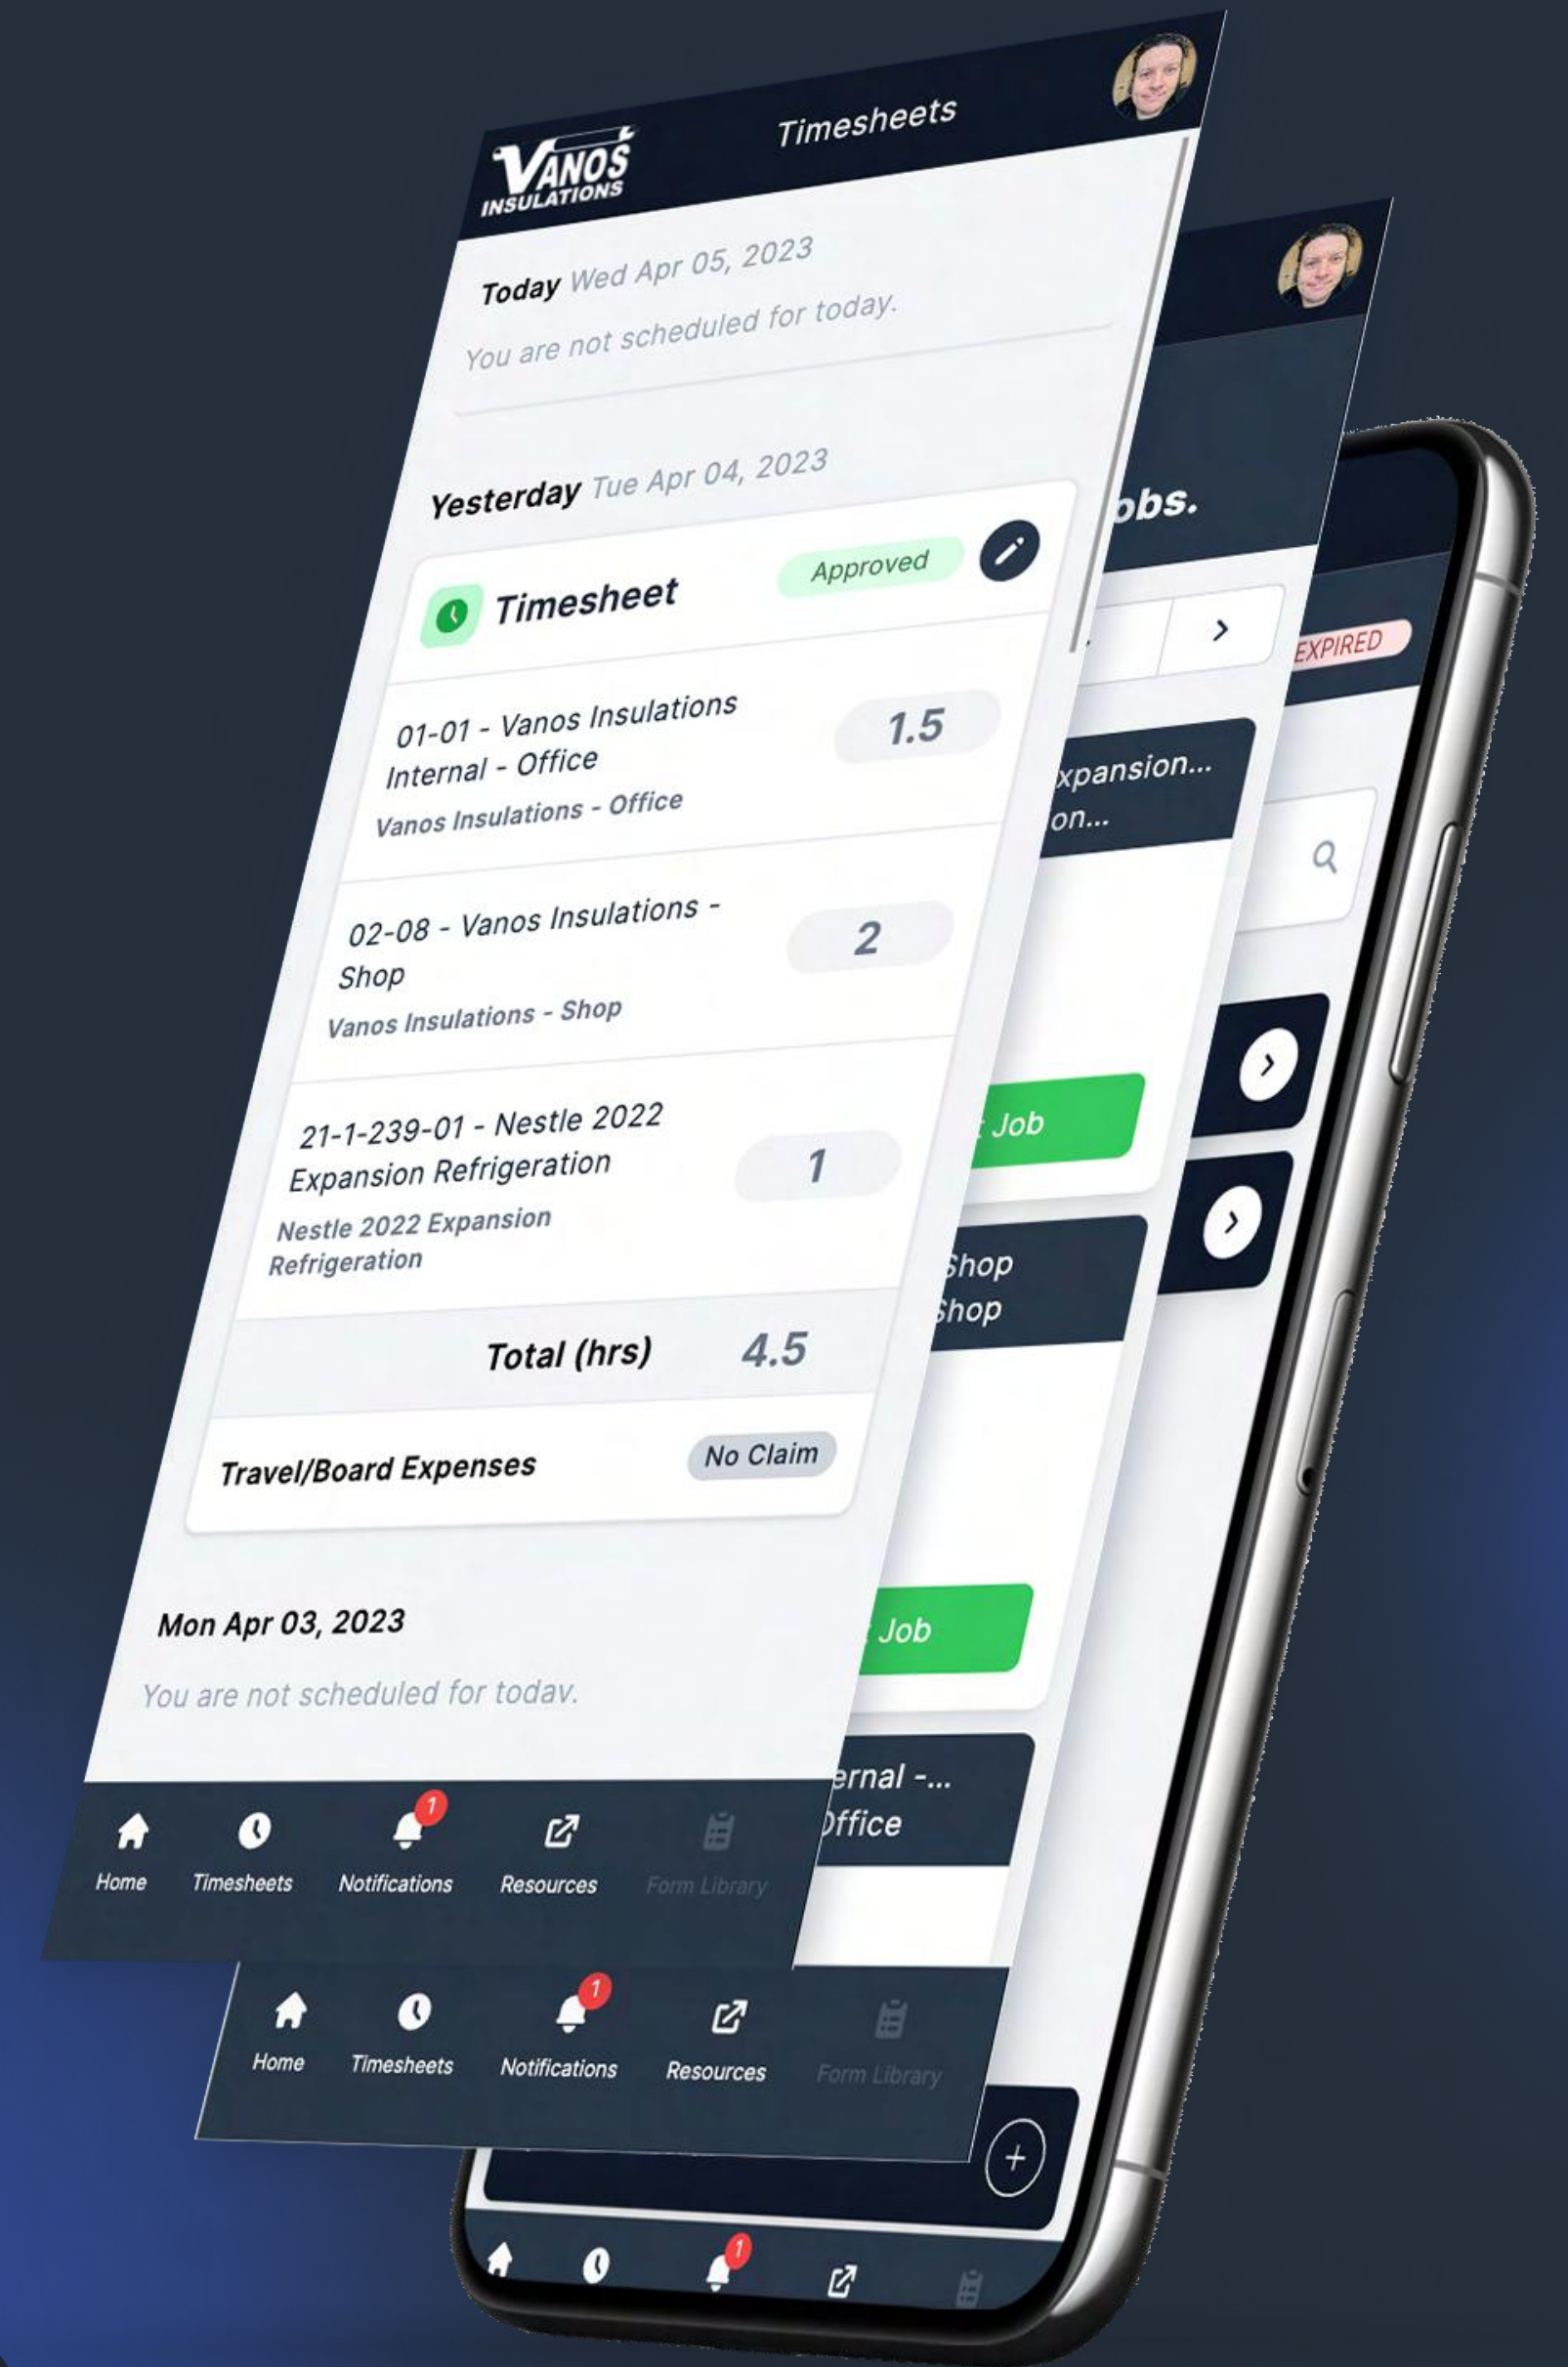 VANOS
INSULATIONS
Timesheets
Today Wed Apr 05, 2023
You are not scheduled for today.
Yesterday Tue Apr 04, 2023
Timesheet
Approved
01-01 - Vanos Insulations
Internal - Office
Vanos Insulations - Office
1.5
02-08 - Vanos Insulations -
Shop
Vanos Insulations - Shop
2
21-1-239-01 - Nestle 2022
Expansion Refrigeration
Nestle 2022 Expansion
Refrigeration
1
Total (hrs) 4.5
Travel/Board Expenses
No Claim
Mon Apr 03, 2023
You are not scheduled for today.
1
Home
Timesheets
Notifications
Resources
Form Library
obs.
xpansion...
on...
Job
Shop
Shop
Job
ernal -...
Office
1
Home
Timesheets
Notifications
Resources
Form Library
EXPIRED
1